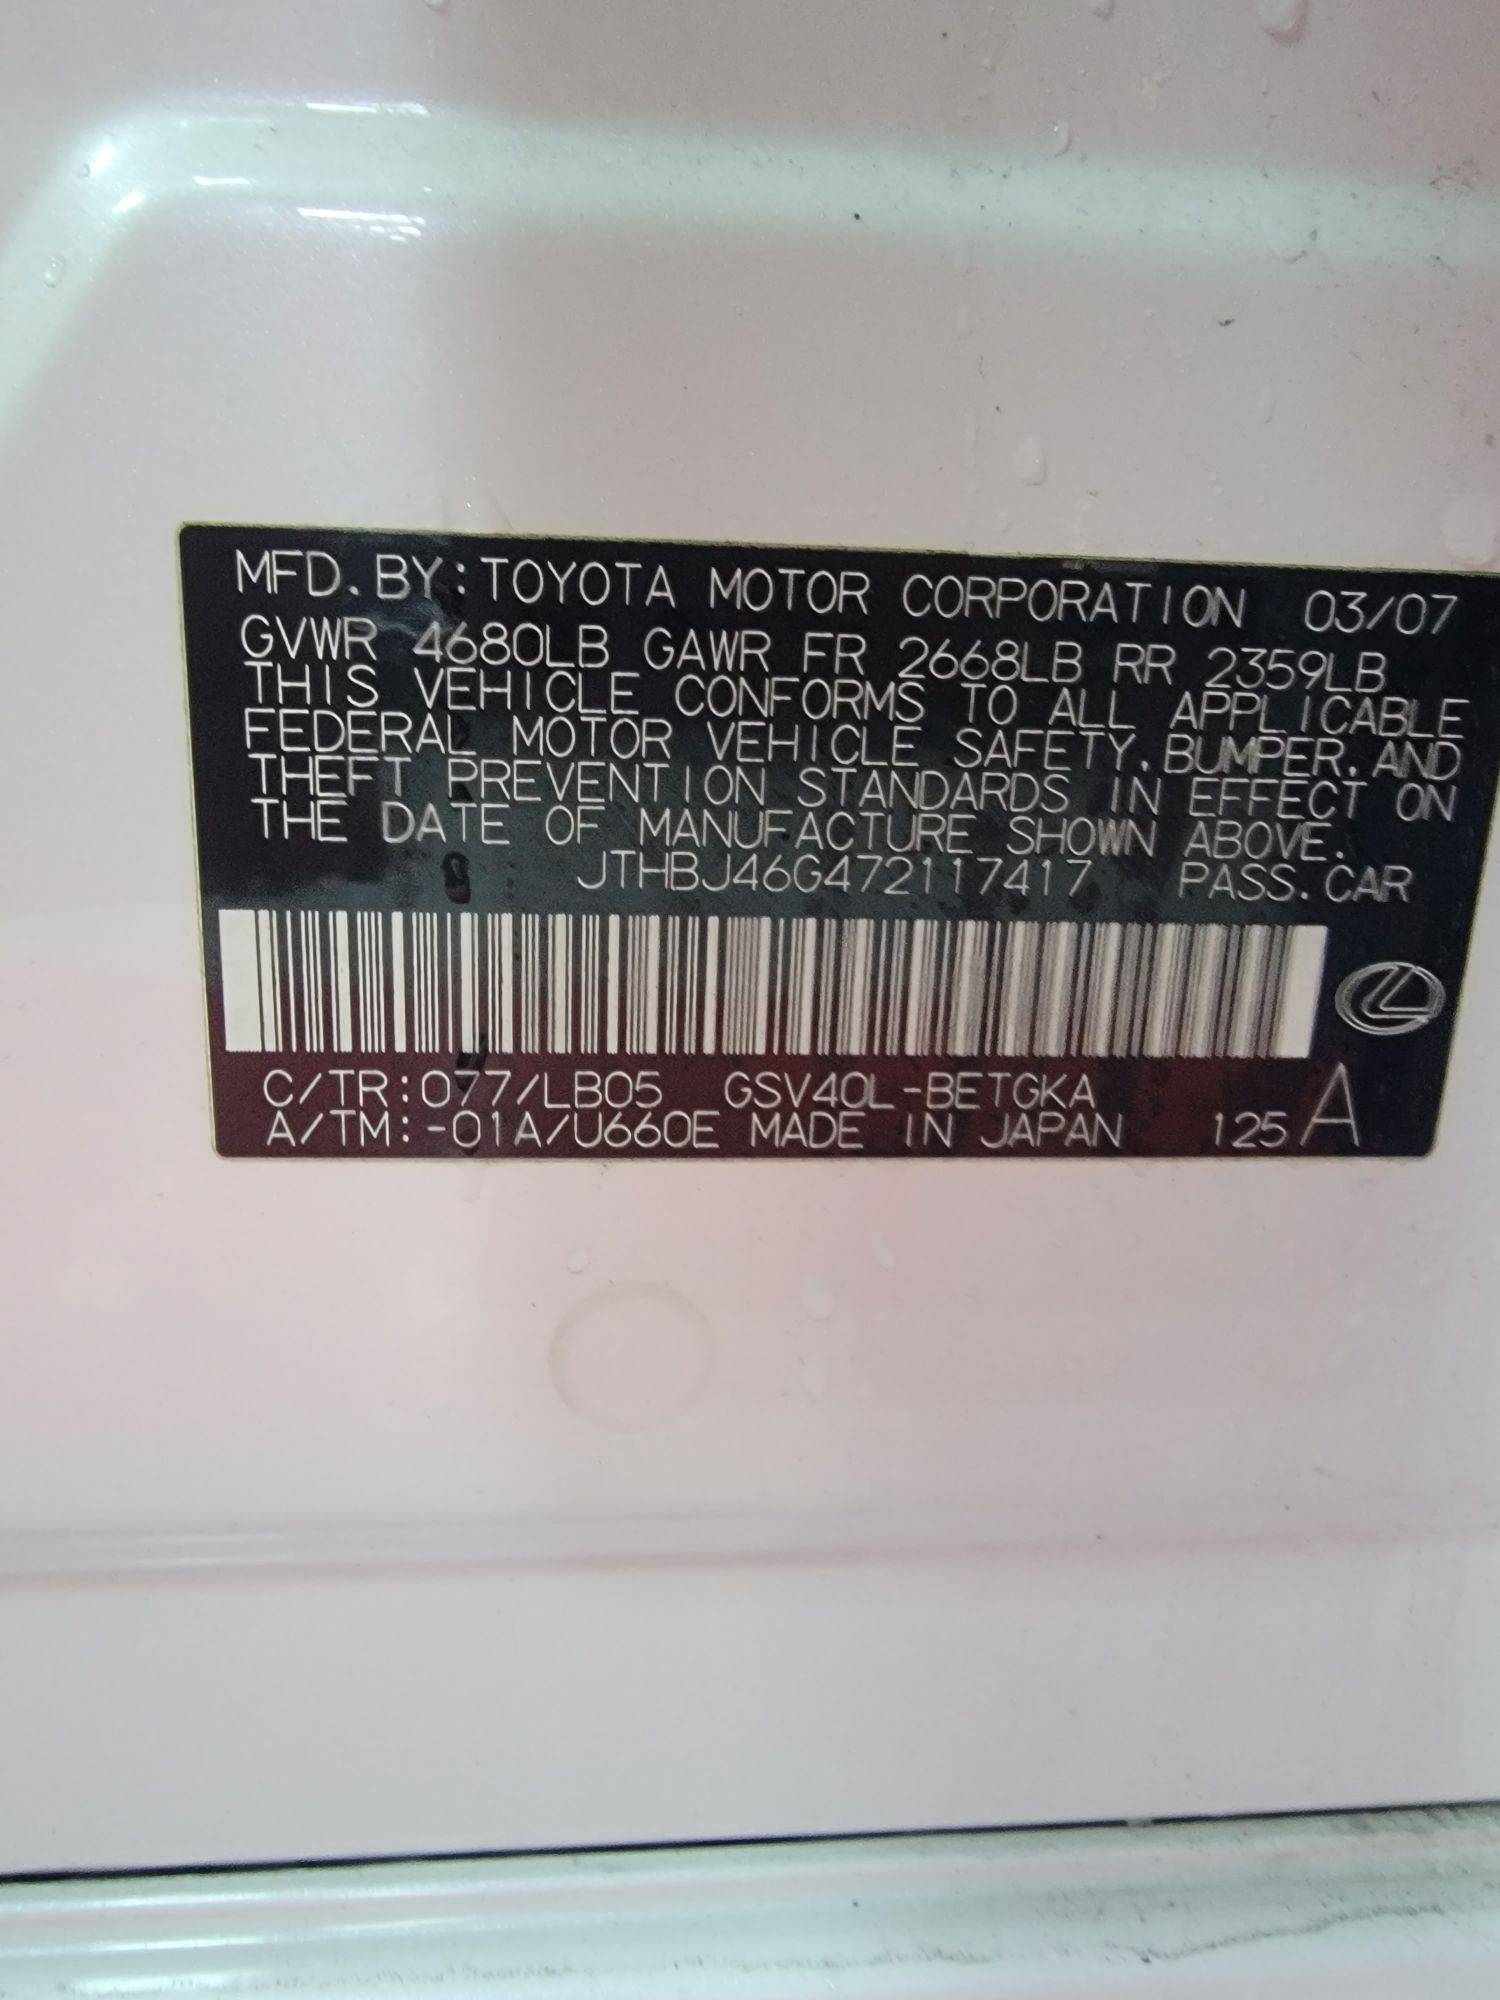 MFD. BY: TOYOTA MOTOR CORPORATION 03/07
GVWR 4680LB GAWR FR 2668LB RR 2359LB
THIS VEHICLE CONFORMS TO ALL APPLICABLE
FEDERAL MOTOR VEHICLE SAFETY, BUMPER, AND
THEFT PREVENTION STANDARDS IN EFFECT ON
THE DATE OF MANUFACTURE SHOWN ABOVE.
JTHBJ46G472117417 PASS. CAR
C/TR: 077/LB05 GSV40L-BETGKA
A/TM: -01A/U660E MADE IN JAPAN 125 A